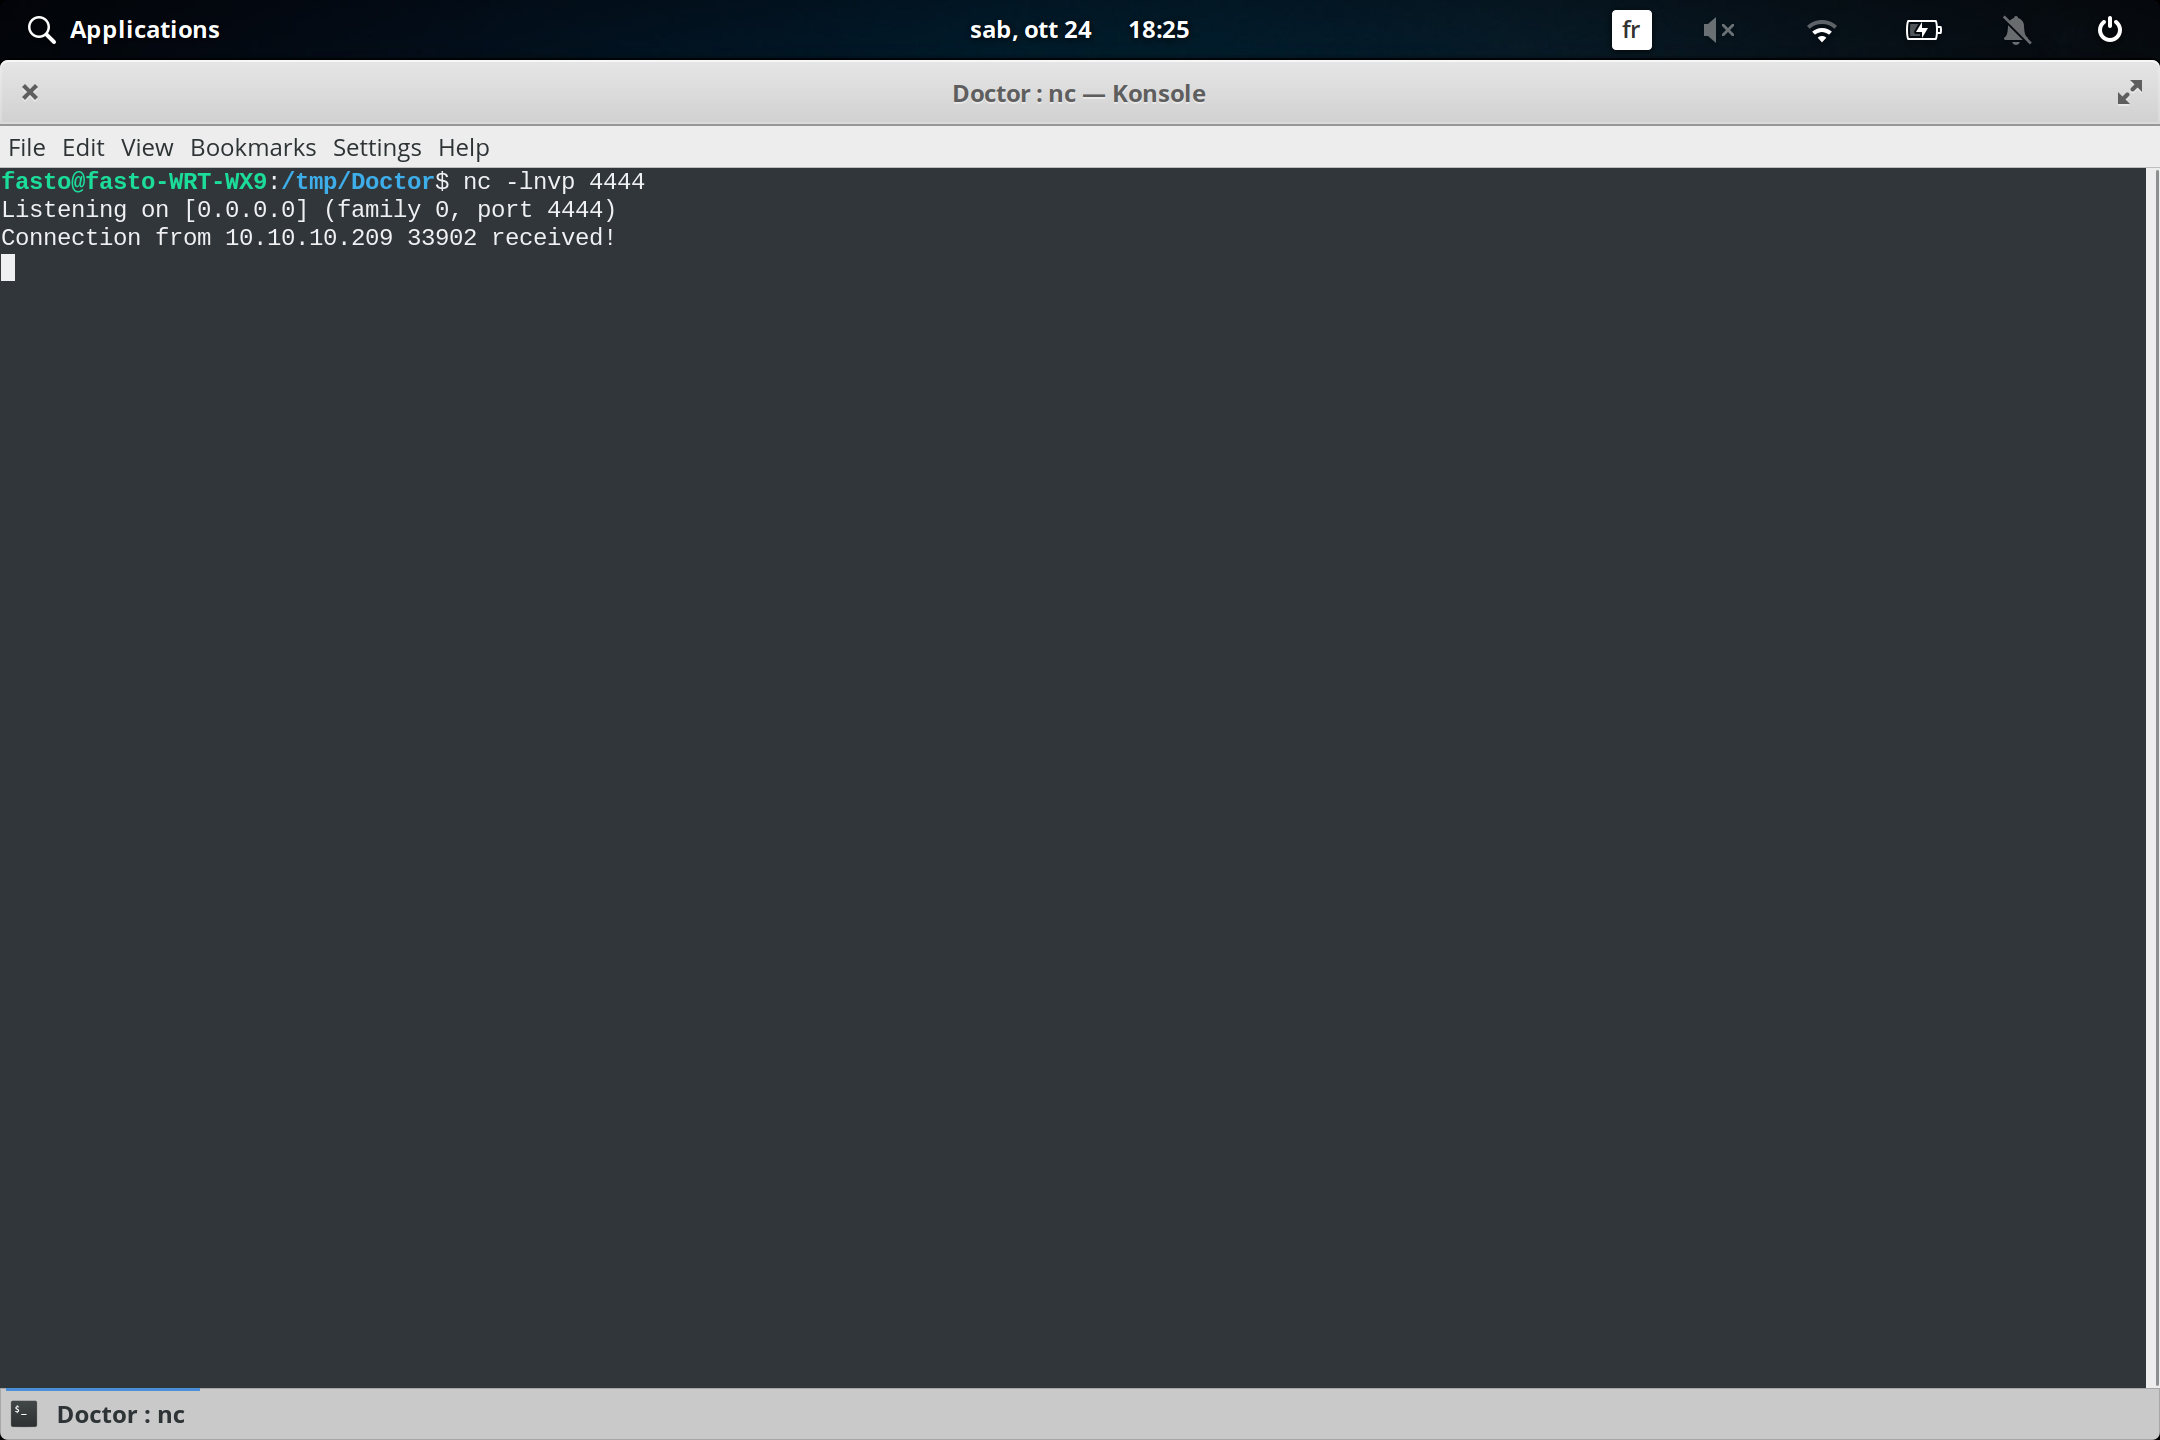 Applications
sab, ott 24 18:25
fr
Doctor : nc — Konsole
File Edit View Bookmarks Settings Help
fasto@fasto-WRT-WX9:/tmp/Doctor$ nc -lnvp 4444
Listening on [0.0.0.0] (family 0, port 4444)
Connection from 10.10.10.209 33902 received!
$_ Doctor : nc